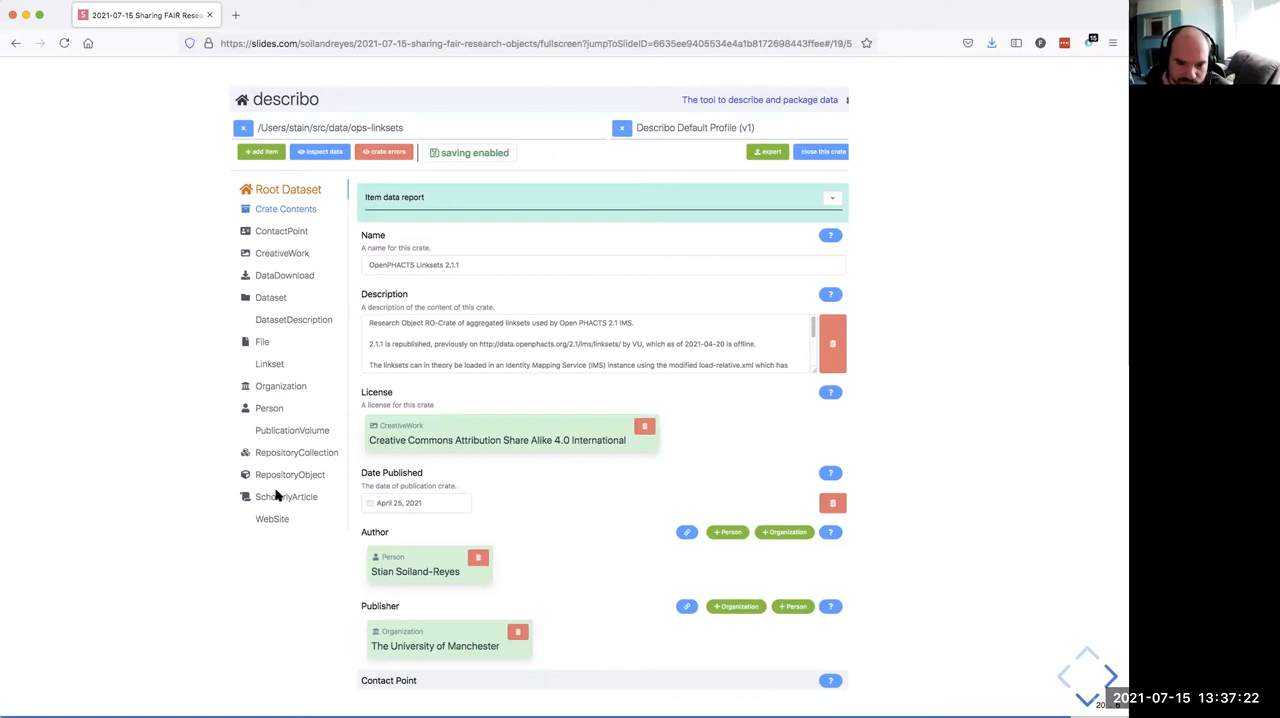 2021-07-15 Sharing FAIR Resea
15
https://slides.com/soilandreyes/2021-07-15-sharing-fair-research-objects/fullscreen?jumpToSlideID=6635ee9405534e4a1b8172698443ffee#/19/5
describo
The tool to describe and package data
/Users/stain/src/data/ops-linksets
Describo Default Profile (v1)
add item
inspect data
crate errors
saving enabled
export
close this crate
Root Dataset
Crate Contents
ContactPoint
CreativeWork
DataDownload
Dataset
DatasetDescription
File
Linkset
Organization
Person
PublicationVolume
RepositoryCollection
RepositoryObject
ScholarlyArticle
WebSite
Item data report
Name
?
A name for this crate.
OpenPHACTS Linksets 2.1.1
Description
?
A description of the content of this crate.
Research Object RO-Crate of aggregated linksets used by Open PHACTS 2.1 IMS.
2.1.1 is republished, previously on http://data.openphacts.org/2.1/ims/linksets/ by VU, which as of 2021-04-20 is offline.
The linksets can in theory be loaded in an Identity Mapping Service (IMS) instance using the modified load-relative.xml which has
License
?
A license for this crate
CreativeWork
Creative Commons Attribution Share Alike 4.0 International
Date Published
?
The date of publication crate.
April 25, 2021
Author
+Person
+Organization
?
Person
Stian Soiland-Reyes
Publisher
+Organization
+Person
?
Organization
The University of Manchester
Contact Point
?
2021-07-15 13:37:22